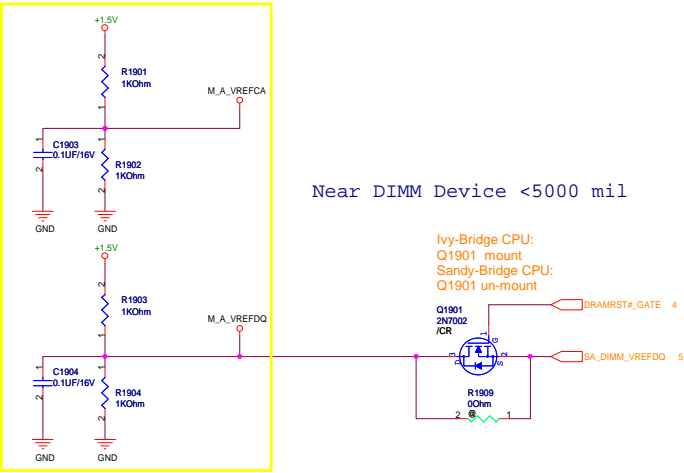 +1.5V
2
R1901
1KOhm
1
M_A_VREFCA
1
C1903
0.1UF/16V
2
1
R1902
1KOhm
2
GND
GND
Near DIMM Device <5000 mil
+1.5V
2
R1903
1KOhm
1
M_A_VREFDQ
1
C1904
0.1UF/16V
2
1
R1904
1KOhm
2
GND
GND
Ivy-Bridge CPU:
Q1901 mount
Sandy-Bridge CPU:
Q1901 un-mount
Q1901
2N7002
/CR
DRAMRST#_GATE 4
1
G
3
D
S
2
SA_DIMM_VREFDQ 5
R1909
0Ohm
2
@
1